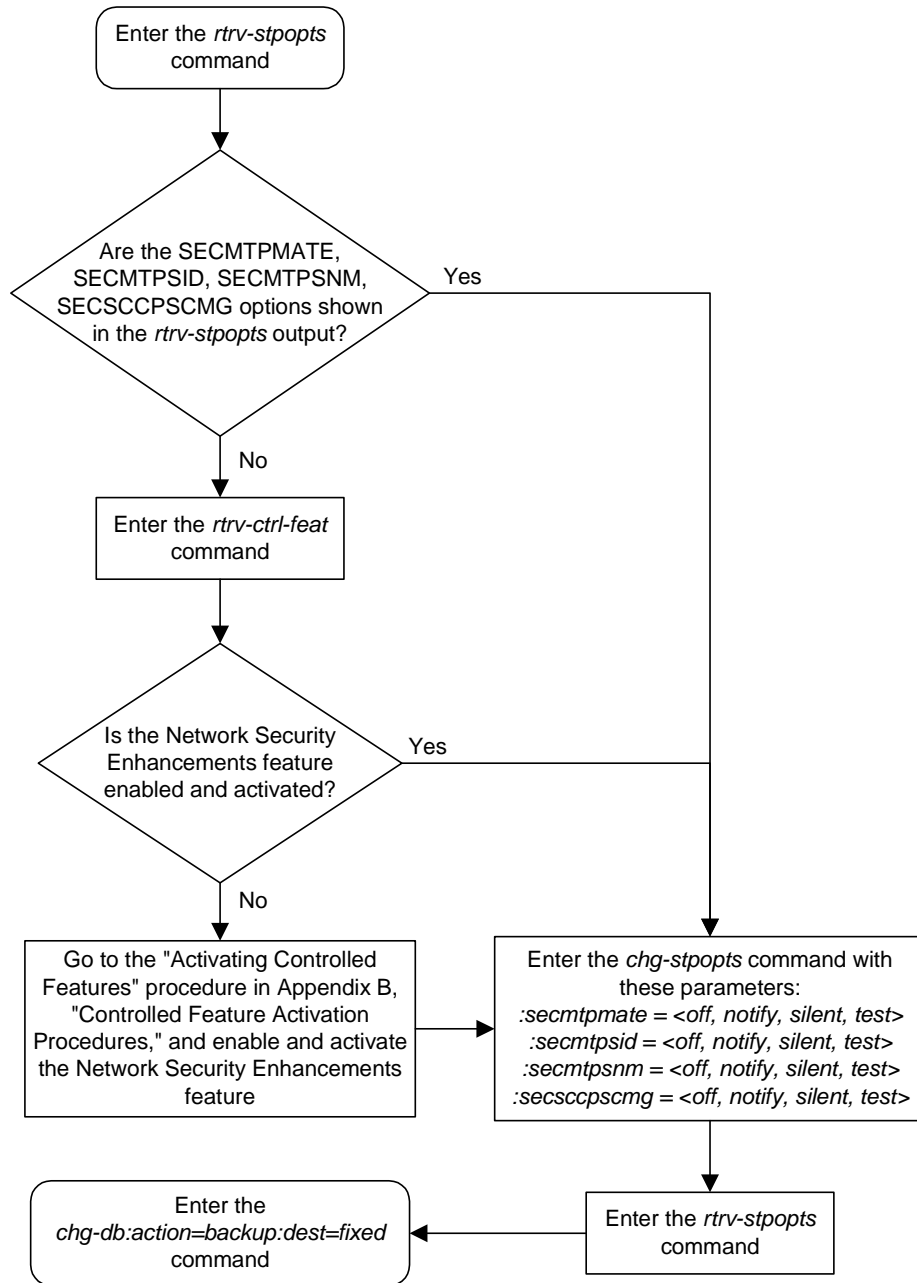 Enter the rtrv-stpopts
command
Are the SECMTPMATE,
SECMTPSID, SECMTPSNM,
SECSCCPSCMG options shown
in the rtrv-stpopts output?
Yes
No
Enter the rtrv-ctrl-feat
command
Is the Network Security
Enhancements feature
enabled and activated?
Yes
No
Go to the "Activating Controlled
Features" procedure in Appendix B,
"Controlled Feature Activation
Procedures," and enable and activate
the Network Security Enhancements
feature
Enter the chg-stpopts command with
these parameters:
:secmtpmate = <off, notify, silent, test>
:secmtpsid = <off, notify, silent, test>
:secmtpsnm = <off, notify, silent, test>
:secsccpscmg = <off, notify, silent, test>
Enter the rtrv-stpopts
command
Enter the
chg-db:action=backup:dest=fixed
command